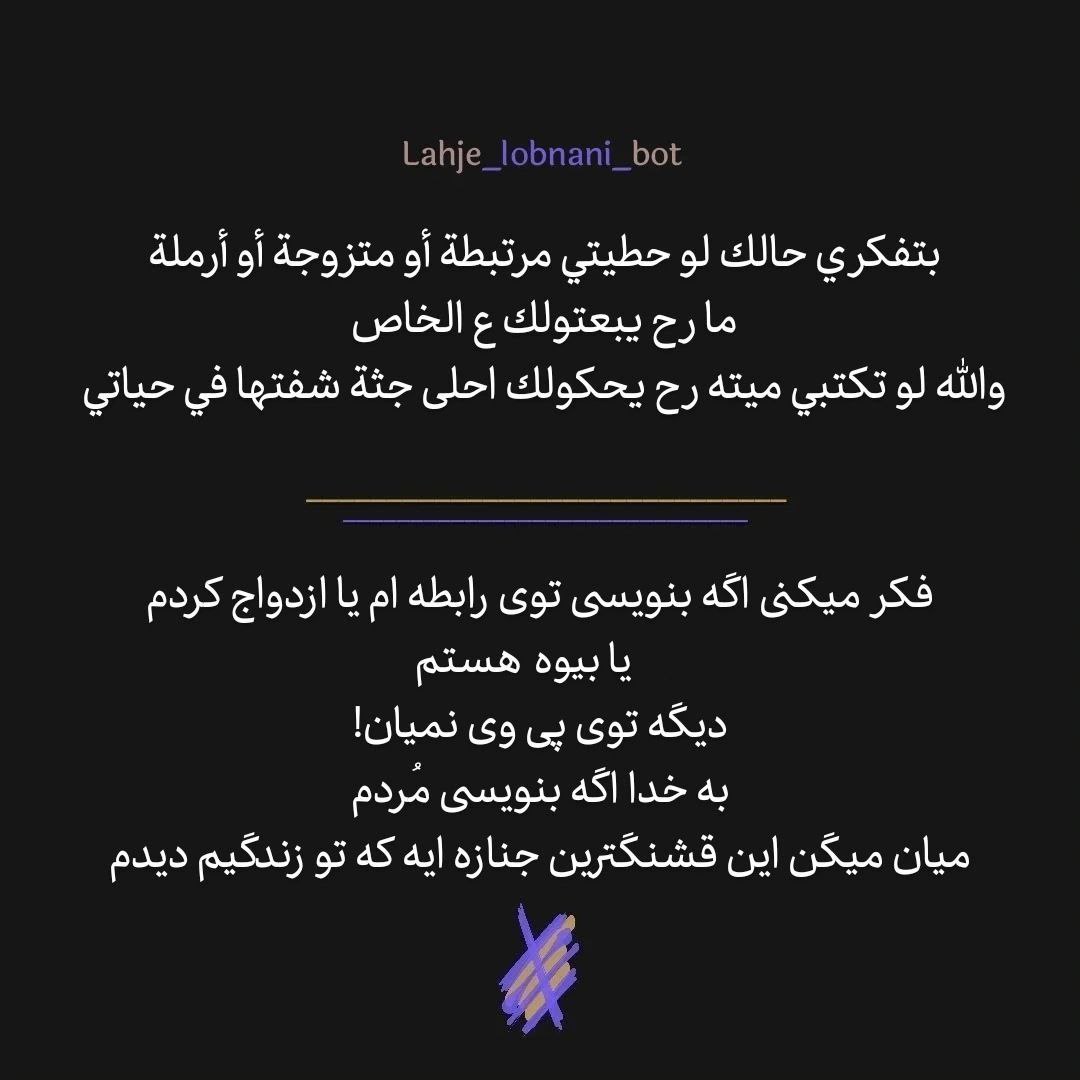 Lahje_lobnani_bot
بتفكري حالك لو حطيتي مرتبطة أو متزوجة أو أرملة
ما رح يبعتولك ع الخاص
والله لو تكتبي ميته رح يحكولك احلى جثة شفتها في حياتي
فکر میکنی اگه بنویسی توی رابطه ام یا ازدواج کردم
یا بیوه هستم
دیگه توی پی وی نمیان!
به خدا اگه بنویسی مُردم
میان میگن این قشنگترین جنازه ایه که تو زندگیم دیدم